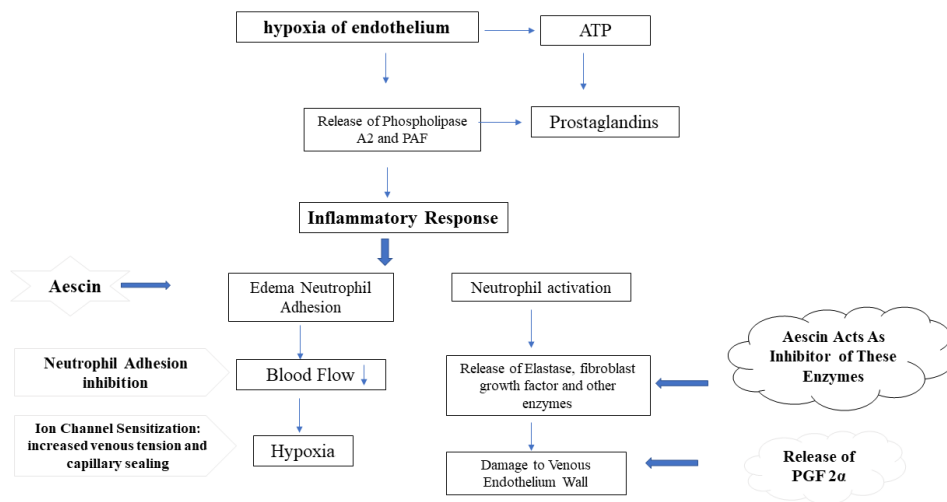 hypoxia of endothelium
ATP
Release of Phospholipase
A2 and PAF
Prostaglandins
Inflammatory Response
Aescin
Edema Neutrophil
Adhesion
Neutrophil activation
Neutrophil Adhesion
inhibition
Blood Flow
Release of Elastase, fibroblast
growth factor and other
enzymes
Aescin Acts As
Inhibitor of These
Enzymes
Ion Channel Sensitization:
increased venous tension and
capillary sealing
Hypoxia
Damage to Venous
Endothelium Wall
Release of
PGF 2α